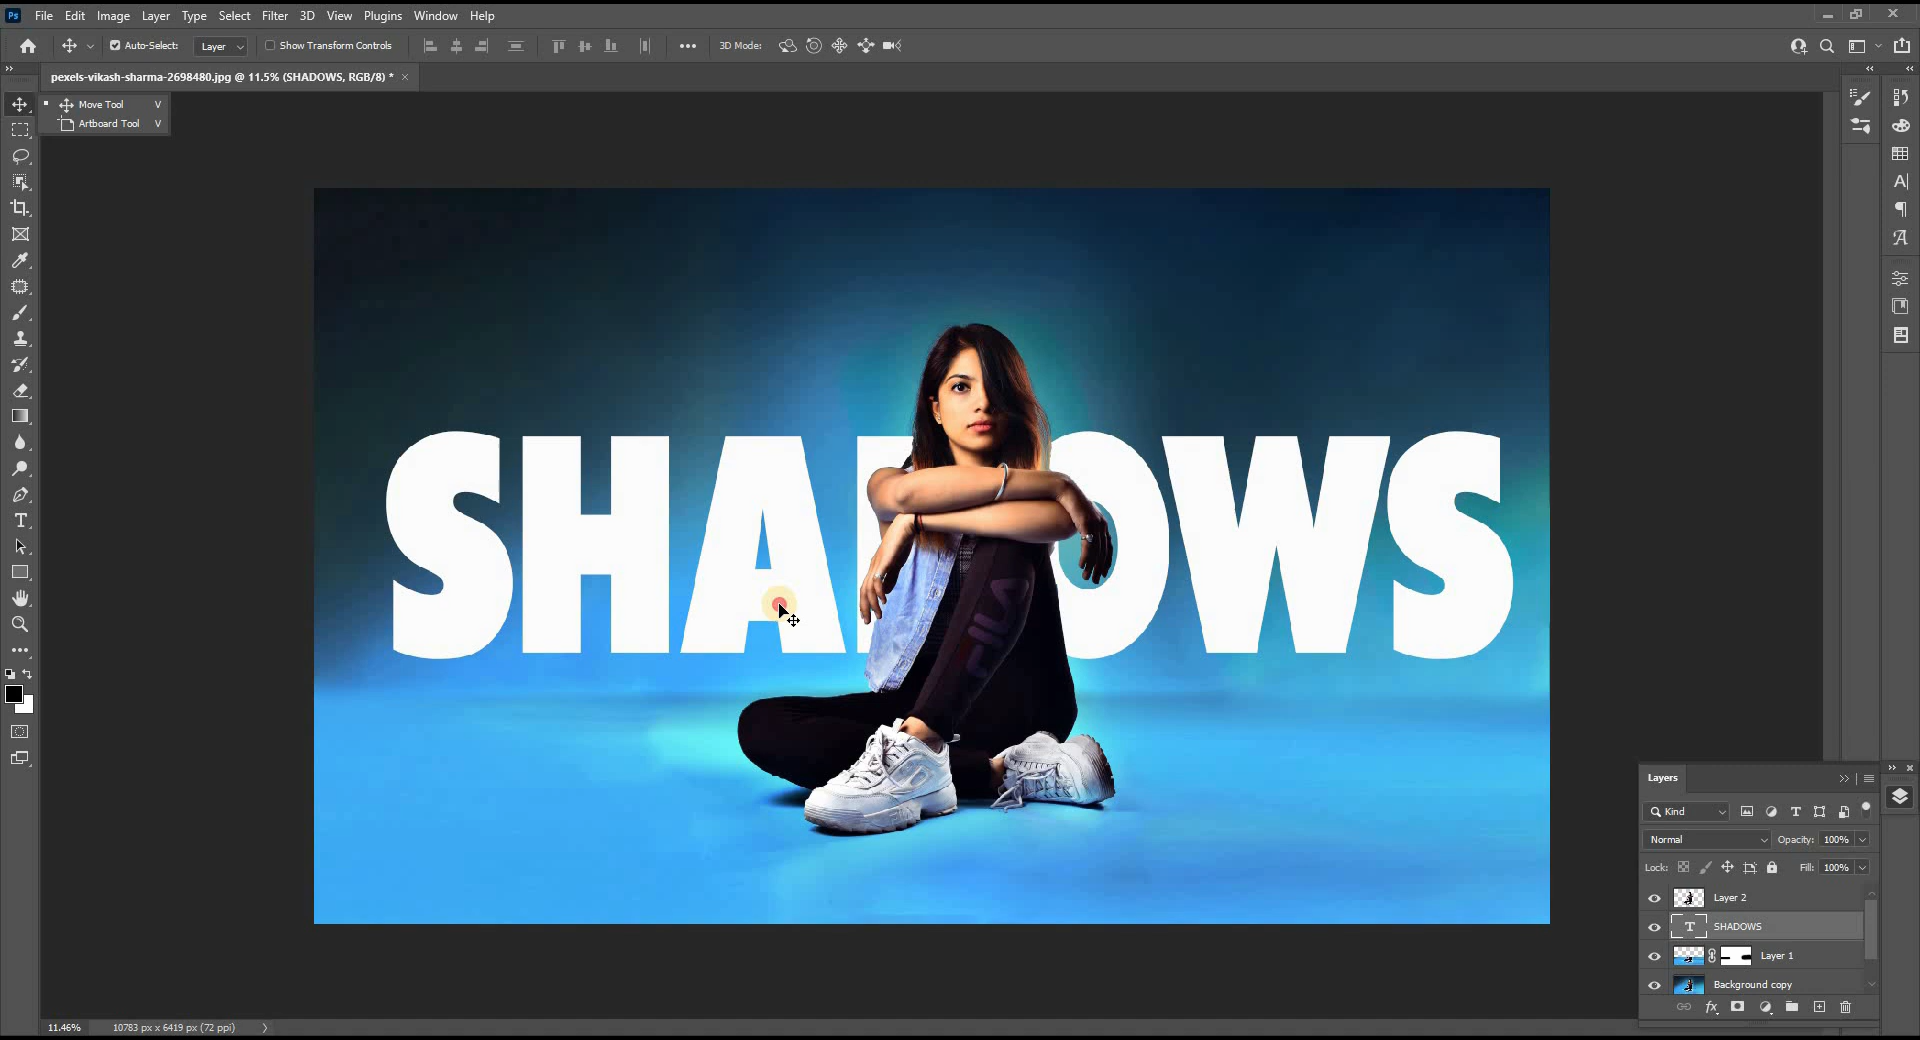 Ps File Edit Image Layer Type Select Filter 3D View Plugins Window Help
Auto-Select: Layer Show Transform Controls 3D Mode:
pexels-vikash-sharma-2698480.jpg @ 11.5% (SHADOWS, RGB/8) *
Move Tool V
Artboard Tool V
SHADOWS
FILA
Layers
Kind
Normal Opacity: 100%
Lock: Fill: 100%
Layer 2
SHADOWS
Layer 1
Background copy
11.46% 10783 px x 6419 px (72 ppi)